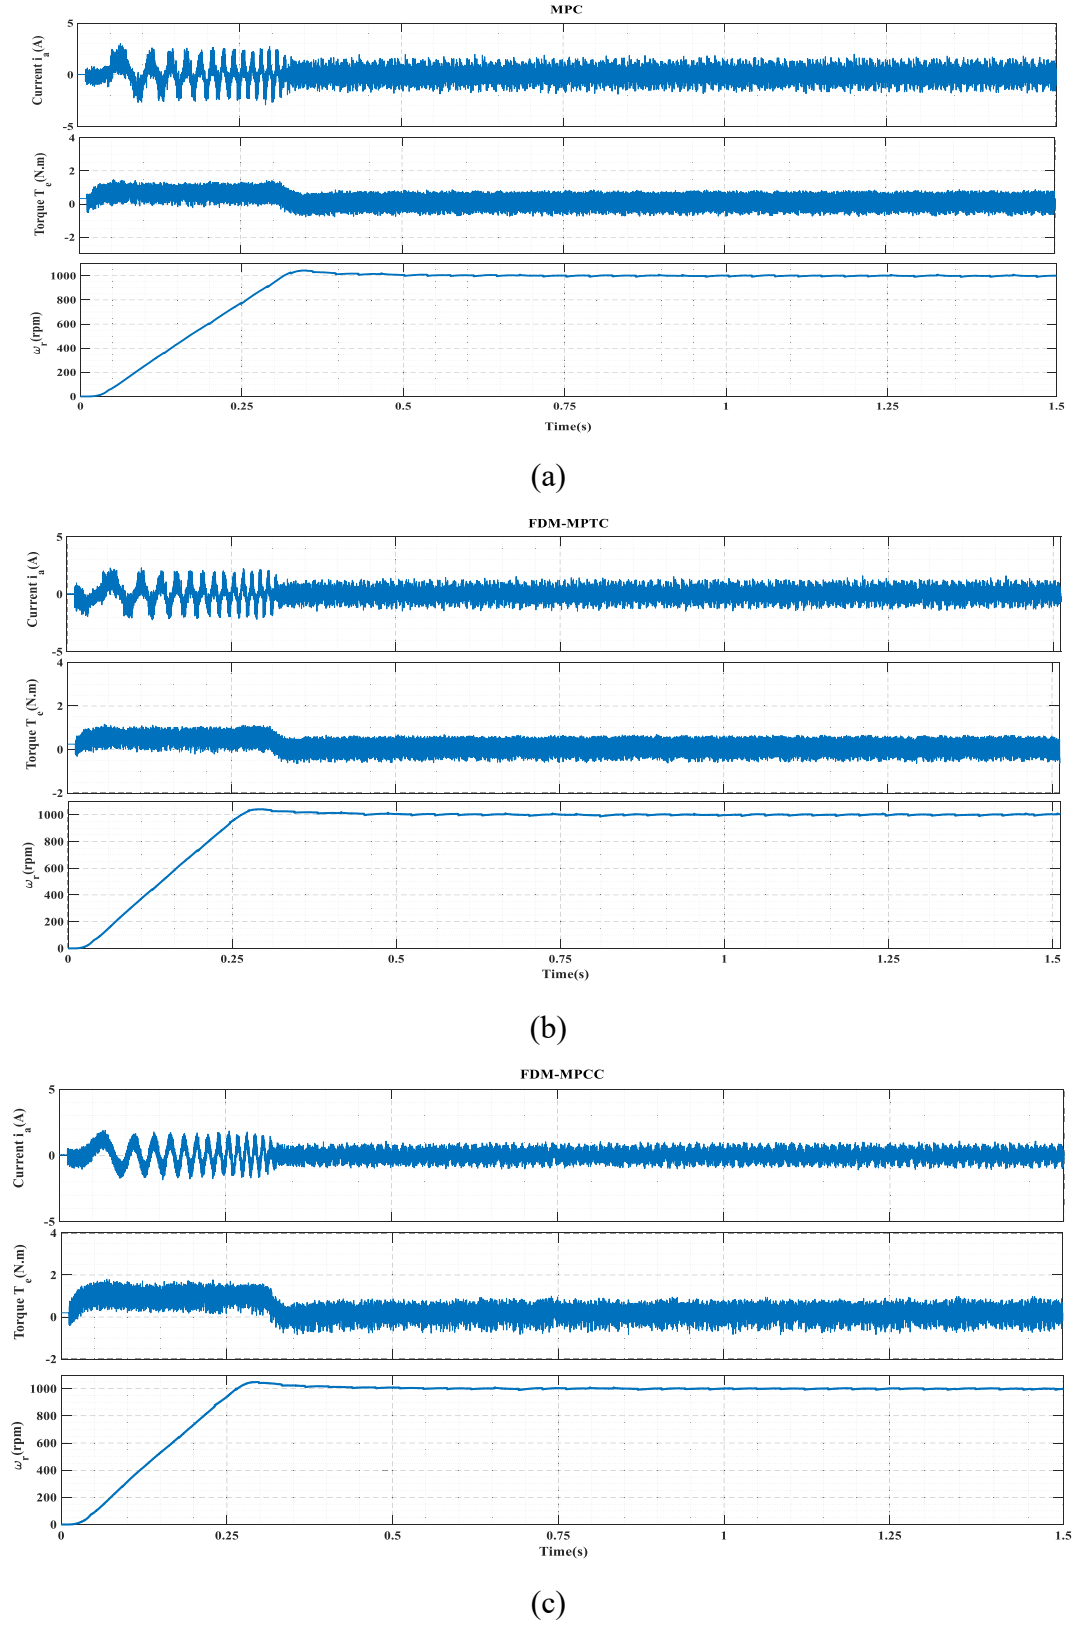 MPC
Current i_a(A)
5
0
-5
Torque T_e(N.m)
4
2
0
-2
ω_r(rpm)
1000
800
600
400
200
0
0 0.25 0.5 0.75 1 1.25 1.5
Time(s)
(a)
FDM-MPTC
Current i_a(A)
5
0
-5
Torque T_e(N.m)
4
2
0
-2
ω_r(rpm)
1000
800
600
400
200
0
0 0.25 0.5 0.75 1 1.25 1.5
Time(s)
(b)
FDM-MPCC
Current i_a(A)
5
0
-5
Torque T_e(N.m)
4
2
0
-2
ω_r(rpm)
1000
800
600
400
200
0
0 0.25 0.5 0.75 1 1.25 1.5
Time(s)
(c)